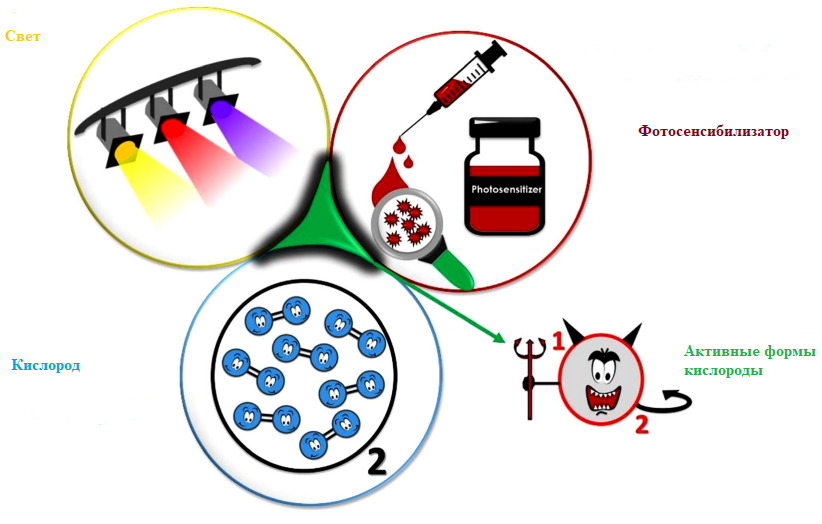 Свет
Фотосенсибилизатор
Photosensitizer
Кислород
2
1
2
Активные формы
кислороды